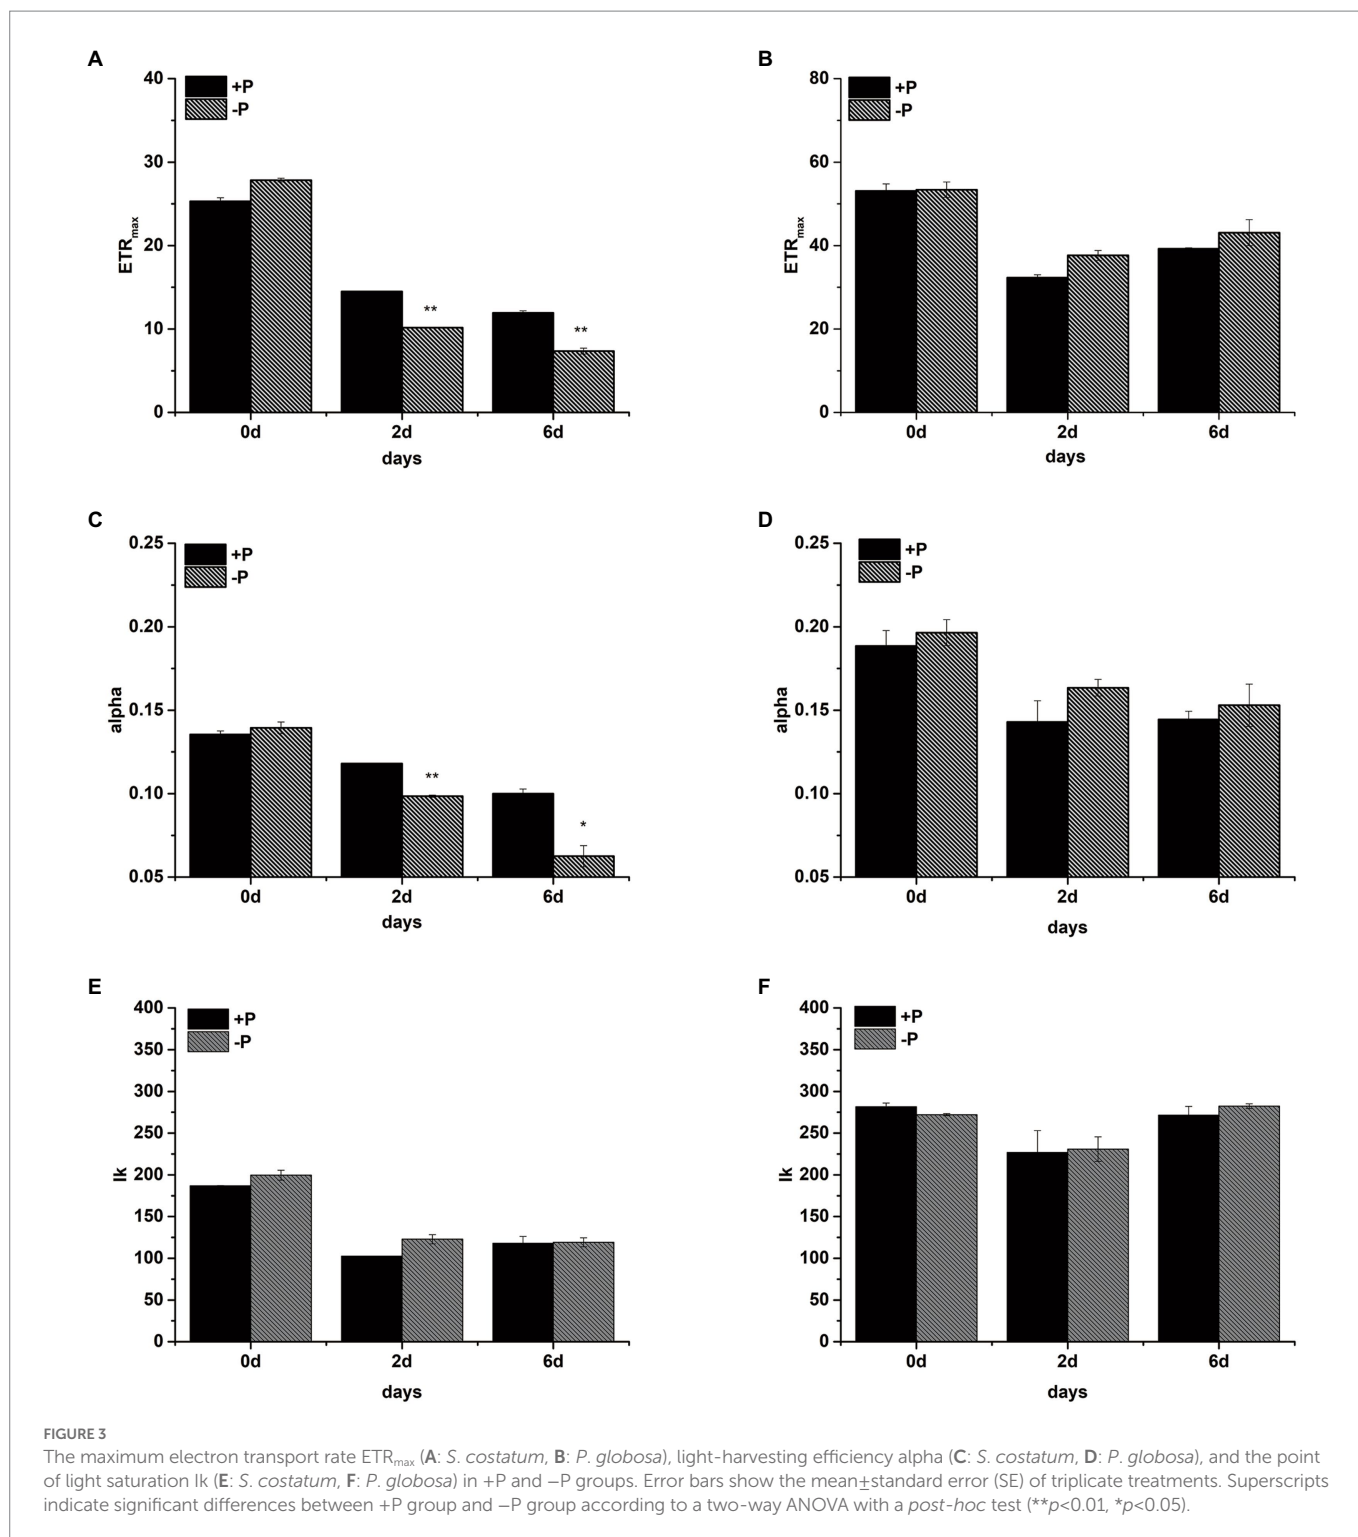 A
40
30
20
10
0
ETRmax
+P
-P
**
**
0d 2d 6d
days
B
80
60
40
20
0
ETRmax
+P
-P
0d 2d 6d
days
C
0.25
0.20
0.15
0.10
0.05
alpha
+P
-P
**
*
0d 2d 6d
days
D
0.25
0.20
0.15
0.10
0.05
alpha
+P
-P
0d 2d 6d
days
E
400
350
300
250
200
150
100
50
0
Ik
+P
-P
0d 2d 6d
days
F
400
350
300
250
200
150
100
50
0
Ik
+P
-P
0d 2d 6d
days
FIGURE 3
The maximum electron transport rate ETRmax (A: S. costatum, B: P. globosa), light-harvesting efficiency alpha (C: S. costatum, D: P. globosa), and the point
of light saturation Ik (E: S. costatum, F: P. globosa) in +P and −P groups. Error bars show the mean±standard error (SE) of triplicate treatments. Superscripts
indicate significant differences between +P group and −P group according to a two-way ANOVA with a post-hoc test (**p<0.01, *p<0.05).